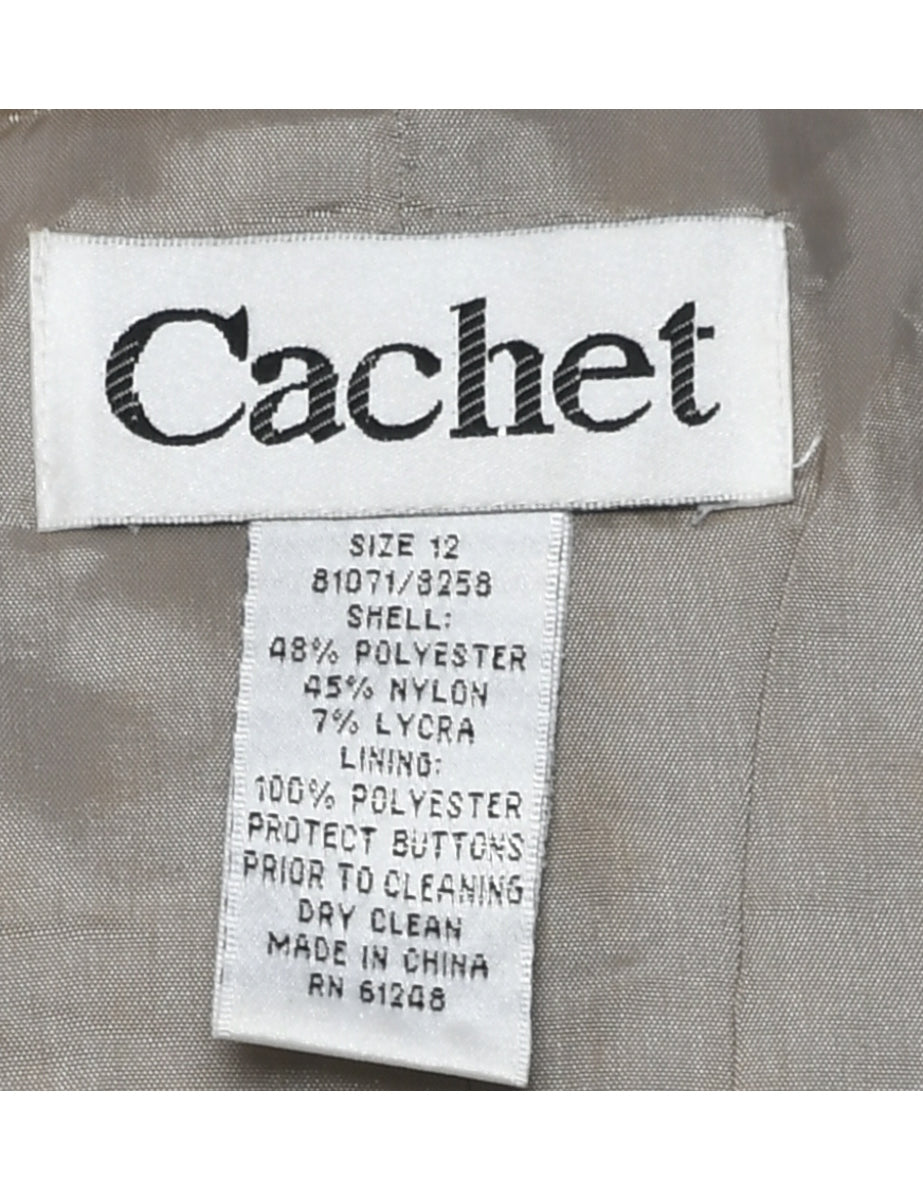 Cachet
SIZE 12
81071/8258
SHELL:
48% POLYESTER
45% NYLON
7% LYCRA
LINING:
100% POLYESTER
PROTECT BUTTONS
PRIOR TO CLEANING
DRY CLEAN
MADE IN CHINA
RN 61248